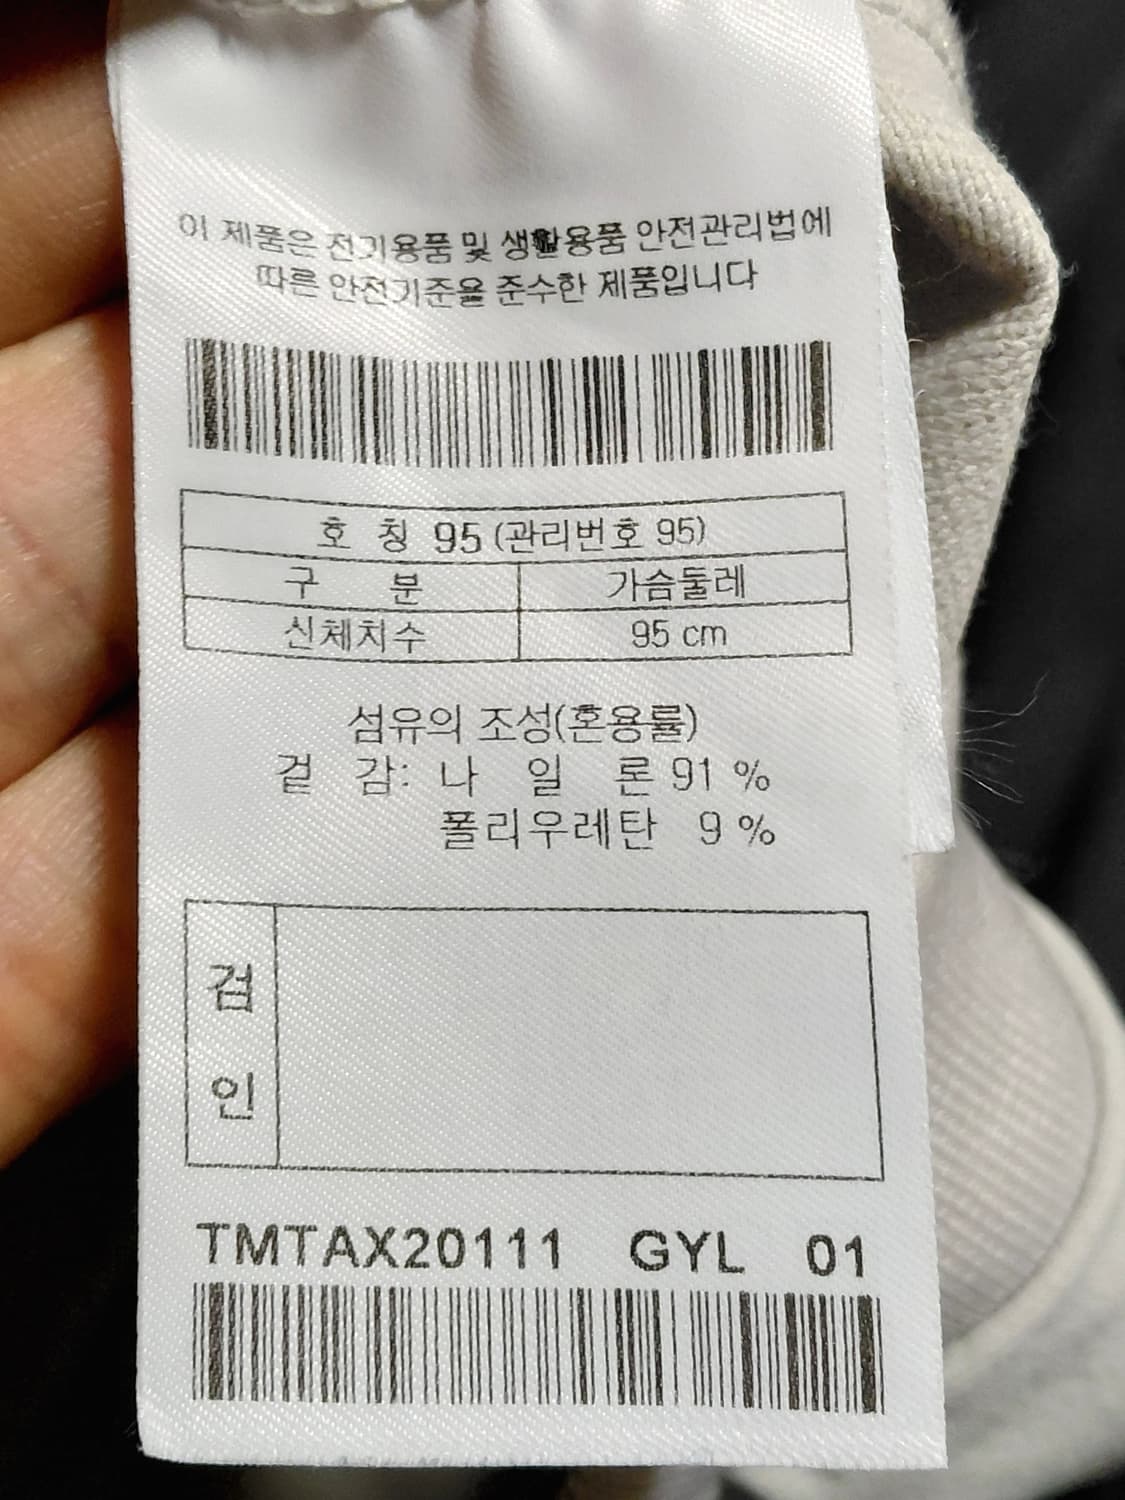 이 제품은 전기용품 및 생활용품 안전관리법에
따른 안전기준을 준수한 제품입니다
호 칭 95 (관리번호 95)
구 분 가슴둘레
신체치수 95 cm
섬유의 조성(혼용률)
겉 감: 나 일 론 91 %
폴리우레탄 9 %
검
인
TMTAX20111 GYL 01